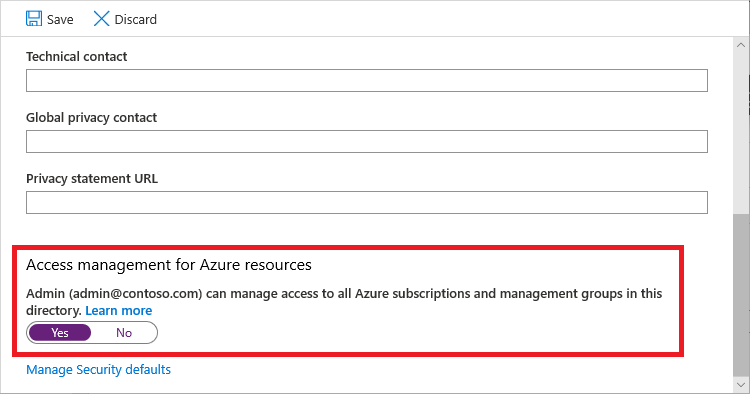 Save Discard
Technical contact
Global privacy contact
Privacy statement URL
Access management for Azure resources
Admin (admin@contoso.com) can manage access to all Azure subscriptions and management groups in this
directory. Learn more
Yes No
Manage Security defaults